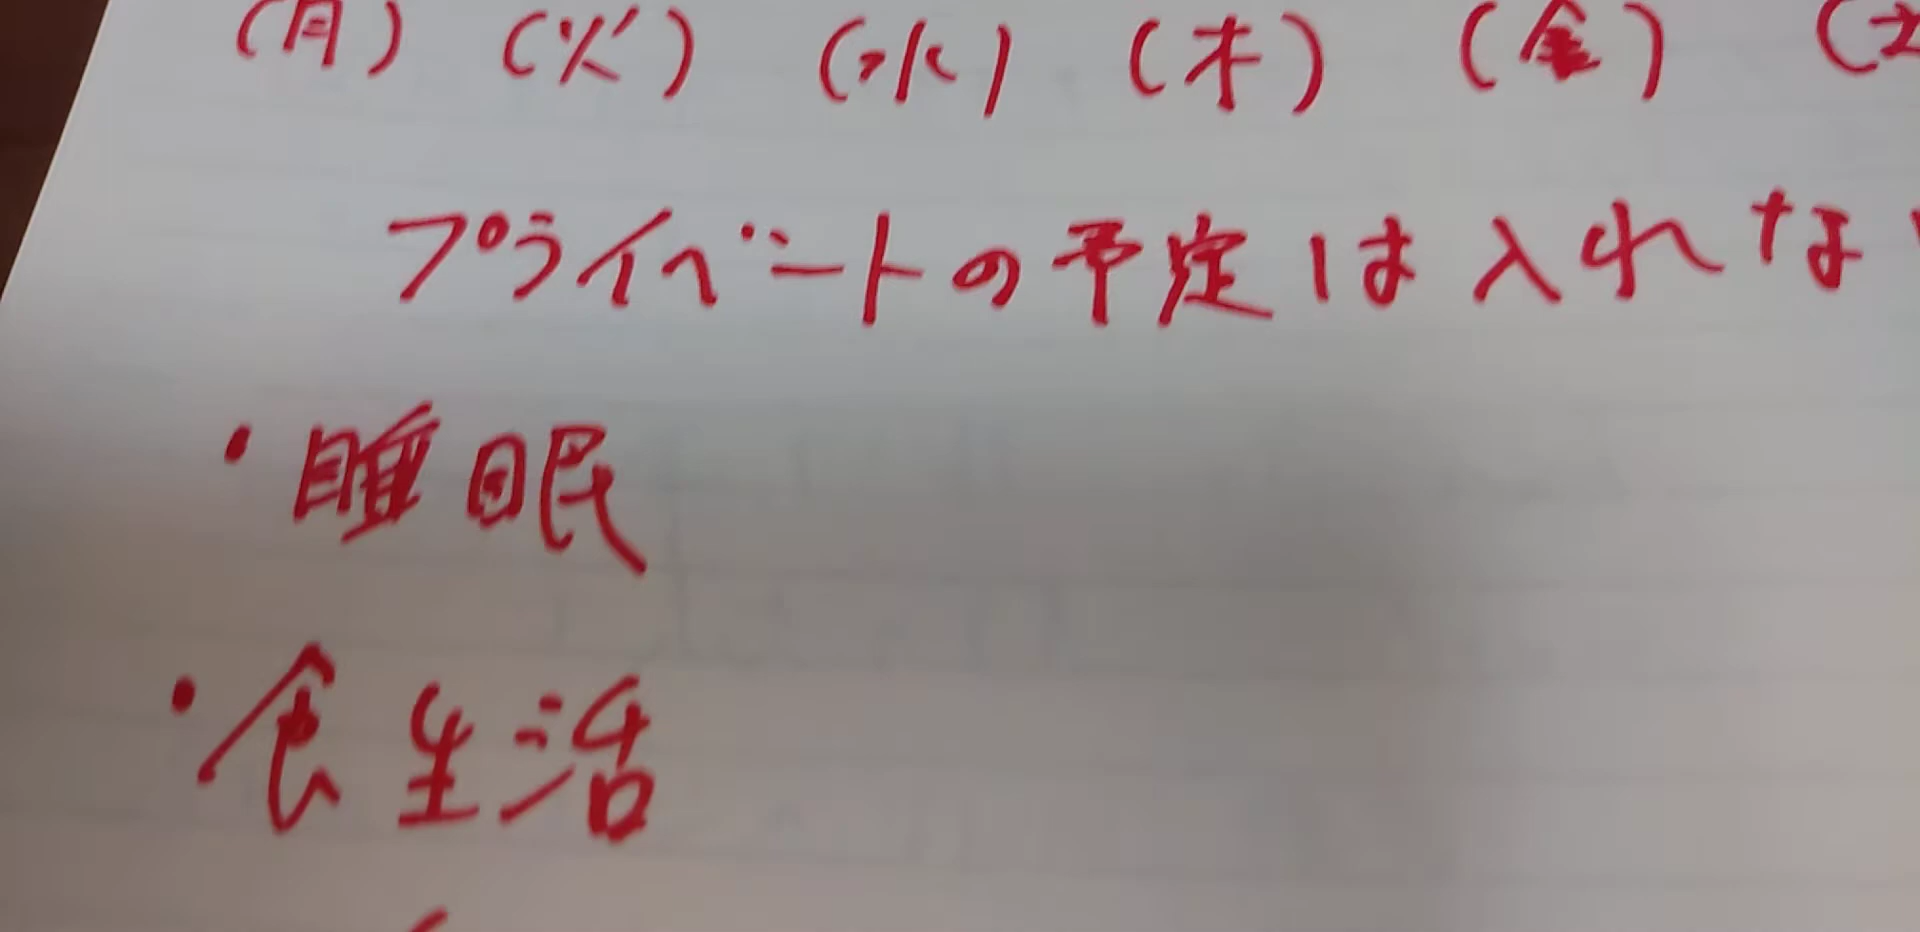 (月) (火) (水) (木) (金) (土
プライベートの予定は入れな
・睡眠
・食生活